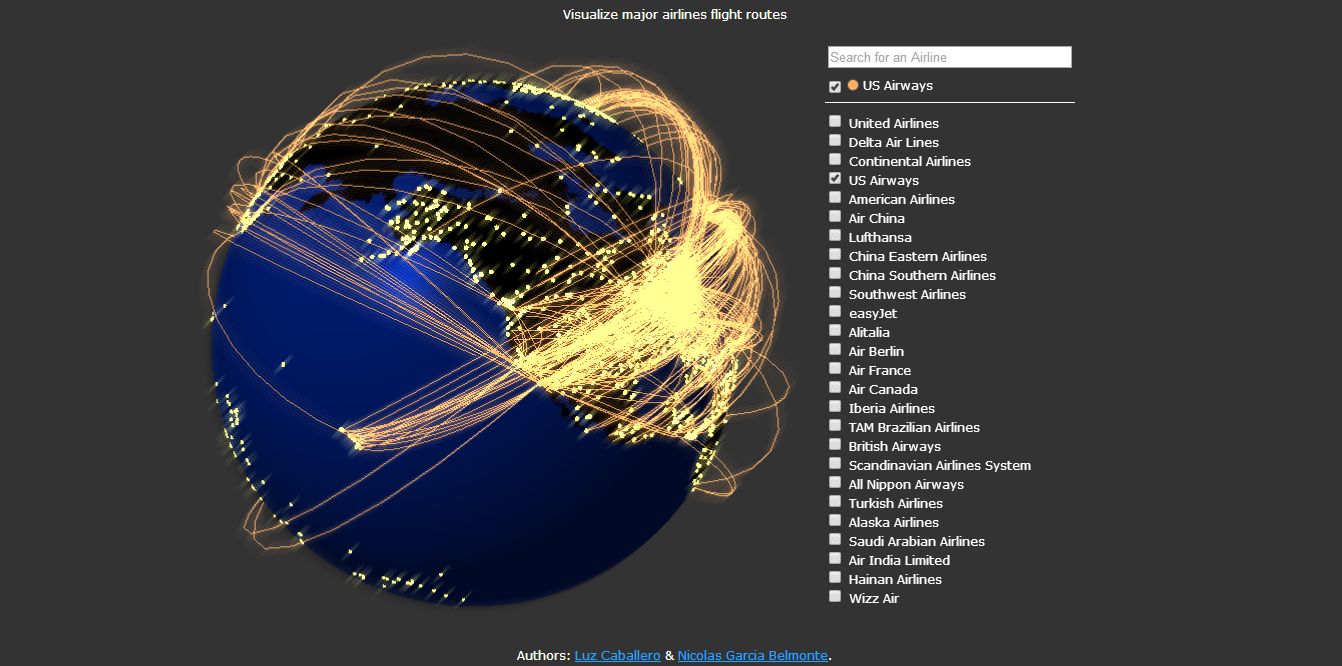 Visualize major airlines flight routes
Search for an Airline
US Airways
United Airlines
Delta Air Lines
Continental Airlines
US Airways
American Airlines
Air China
Lufthansa
China Eastern Airlines
China Southern Airlines
Southwest Airlines
easyJet
Alitalia
Air Berlin
Air France
Air Canada
Iberia Airlines
TAM Brazilian Airlines
British Airways
Scandinavian Airlines System
All Nippon Airways
Turkish Airlines
Alaska Airlines
Saudi Arabian Airlines
Air India Limited
Hainan Airlines
Wizz Air
Authors: Luz Caballero & Nicolas Garcia Belmonte.